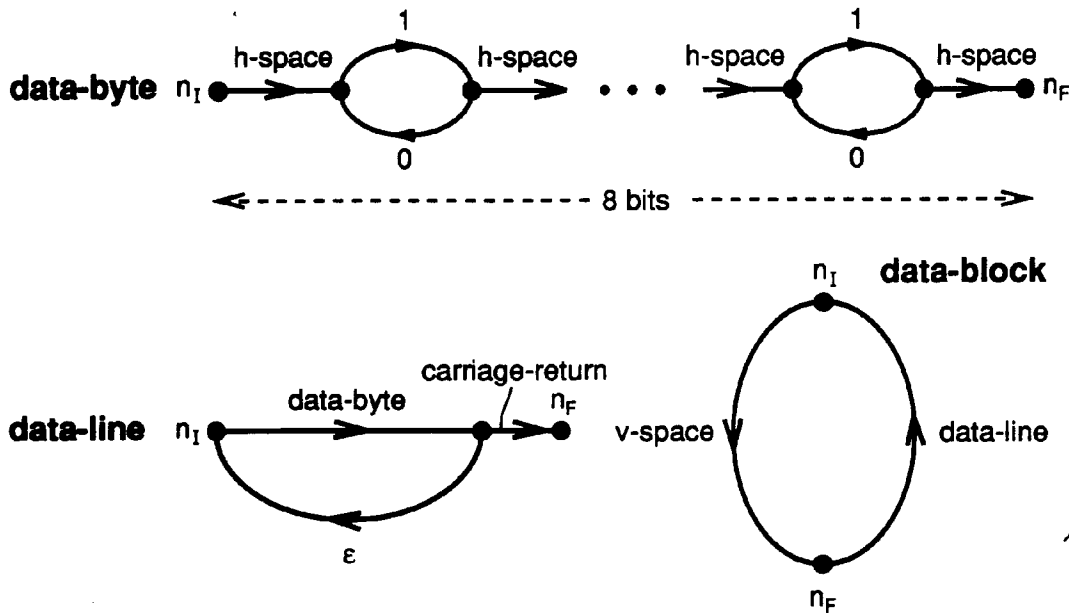 1 1
h-space h-space h-space h-space
data-byte n_I • • • n_F
0 0
8 bits
n_I data-block
carriage-return
data-byte n_F
data-line n_I v-space data-line
ε
n_F